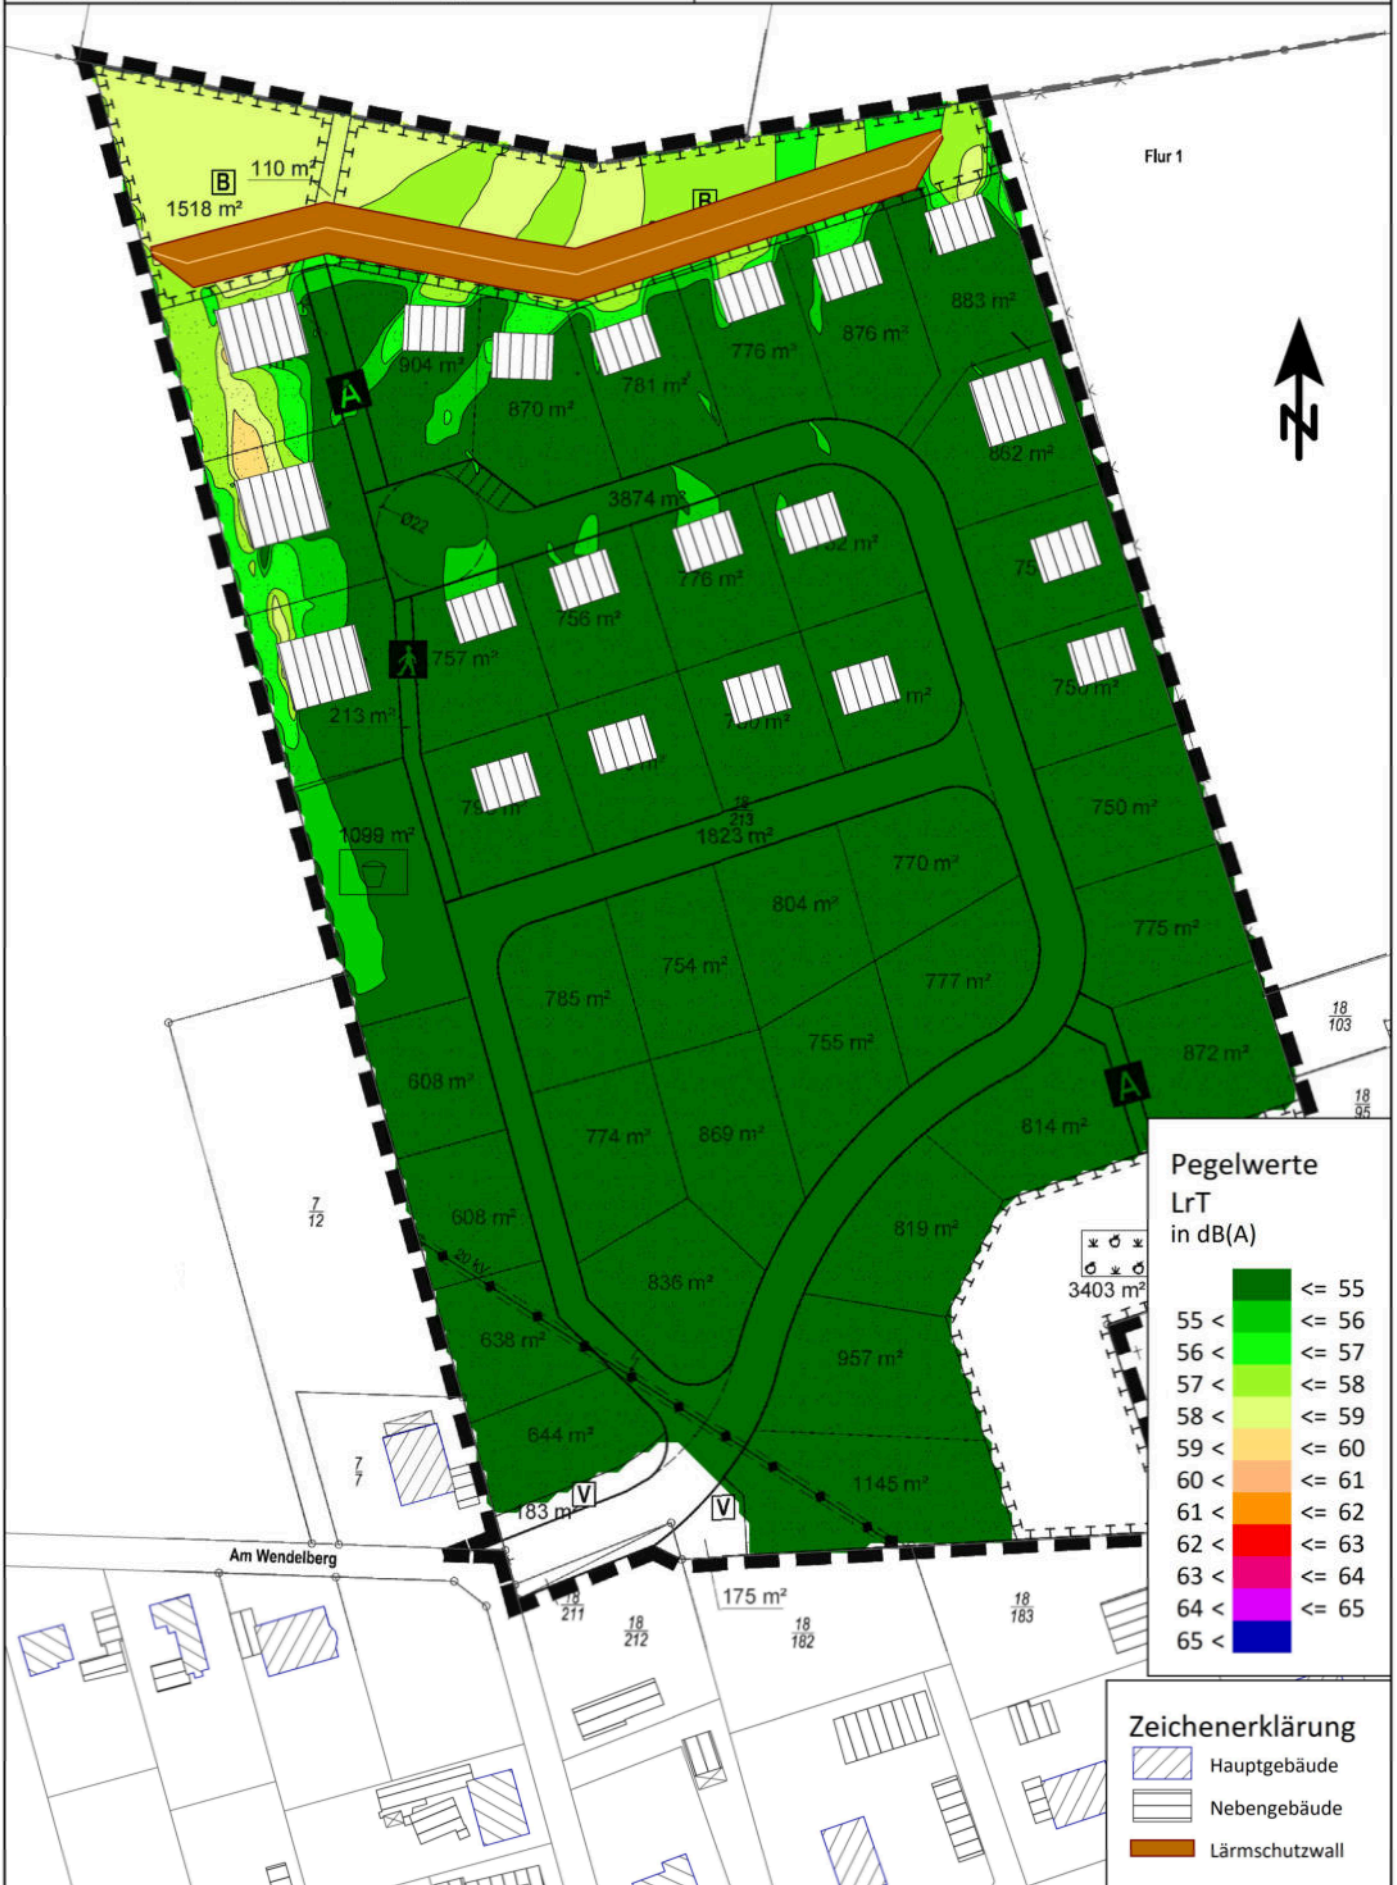 Flur 1
B
110 m²
1518 m²
B
883 m²
876 m²
776 m²
904 m²
781 m²
A
870 m²
862 m²
N
3874 m²
Ø22
776 m²
756 m²
757 m²
213 m²
18
213
1823 m²
750 m²
1099 m²
770 m²
804 m²
775 m²
754 m²
777 m²
785 m²
18
103
755 m²
872 m²
608 m²
A
18
95
814 m²
774 m²
869 m²
7
12
608 m²
819 m²
20 kV
836 m²
3403 m²
638 m²
957 m²
644 m²
7
7
1145 m²
V
V
183 m²
Am Wendelberg
175 m²
18
211
18
212
18
182
18
183
Pegelwerte
LrT
in dB(A)
<= 55
55 < <= 56
56 < <= 57
57 < <= 58
58 < <= 59
59 < <= 60
60 < <= 61
61 < <= 62
62 < <= 63
63 < <= 64
64 < <= 65
65 <
Zeichenerklärung
Hauptgebäude
Nebengebäude
Lärmschutzwall